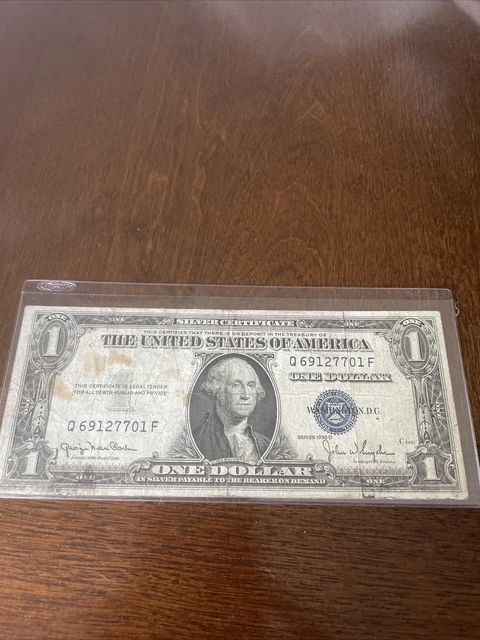 ONE SILVER CERTIFICATE ONE
THIS CERTIFIES THAT THERE IS ON DEPOSIT IN THE TREASURY OF
THE UNITED STATES OF AMERICA
1 1
Q 69127701 F
ONE DOLLAR
THIS CERTIFICATE IS LEGAL TENDER
FOR ALL DEBTS PUBLIC AND PRIVATE
WASHINGTON, D.C.
Q 69127701 F
SERIES 1935 D
1 ONE DOLLAR 1
IN SILVER PAYABLE TO THE BEARER ON DEMAND
ONE